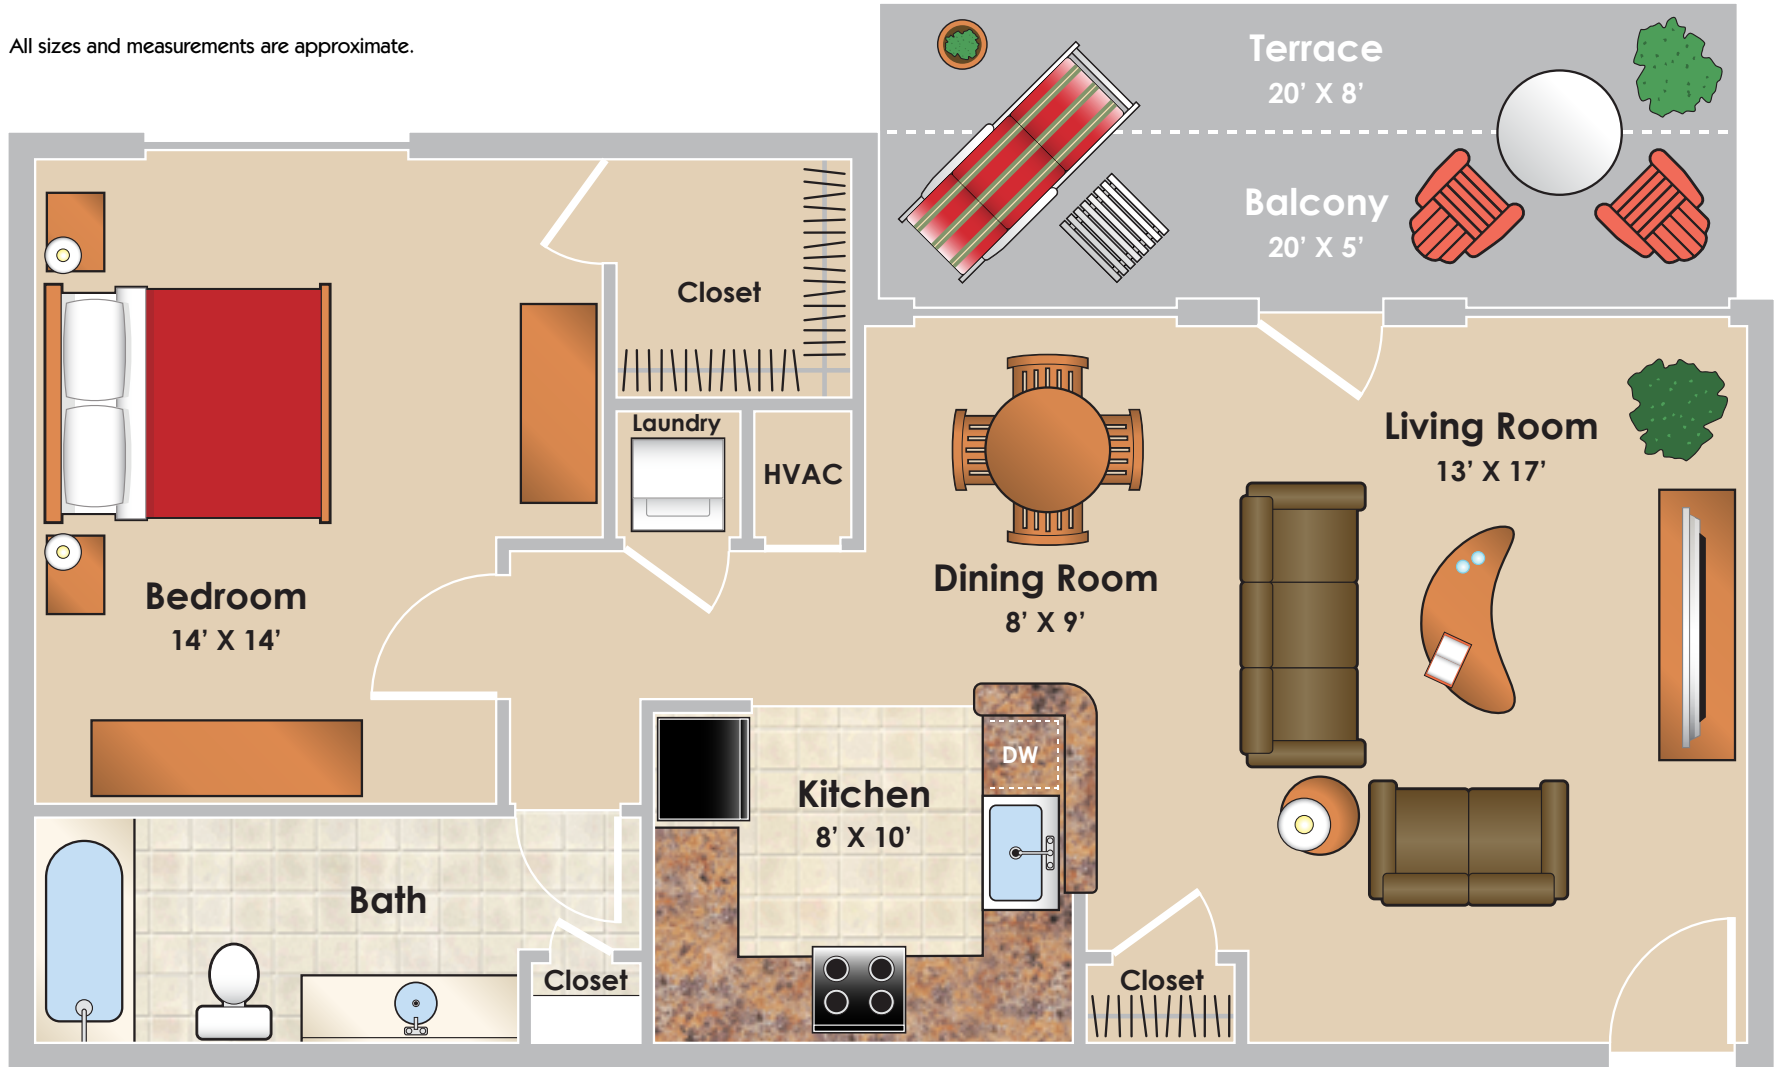 All sizes and measurements are approximate.
Terrace
20’ X 8’
Balcony
20’ X 5’
Closet
Laundry
HVAC
Living Room
13’ X 17’
Dining Room
8’ X 9’
Bedroom
14’ X 14’
DW
Kitchen
8’ X 10’
Bath
Closet
Closet